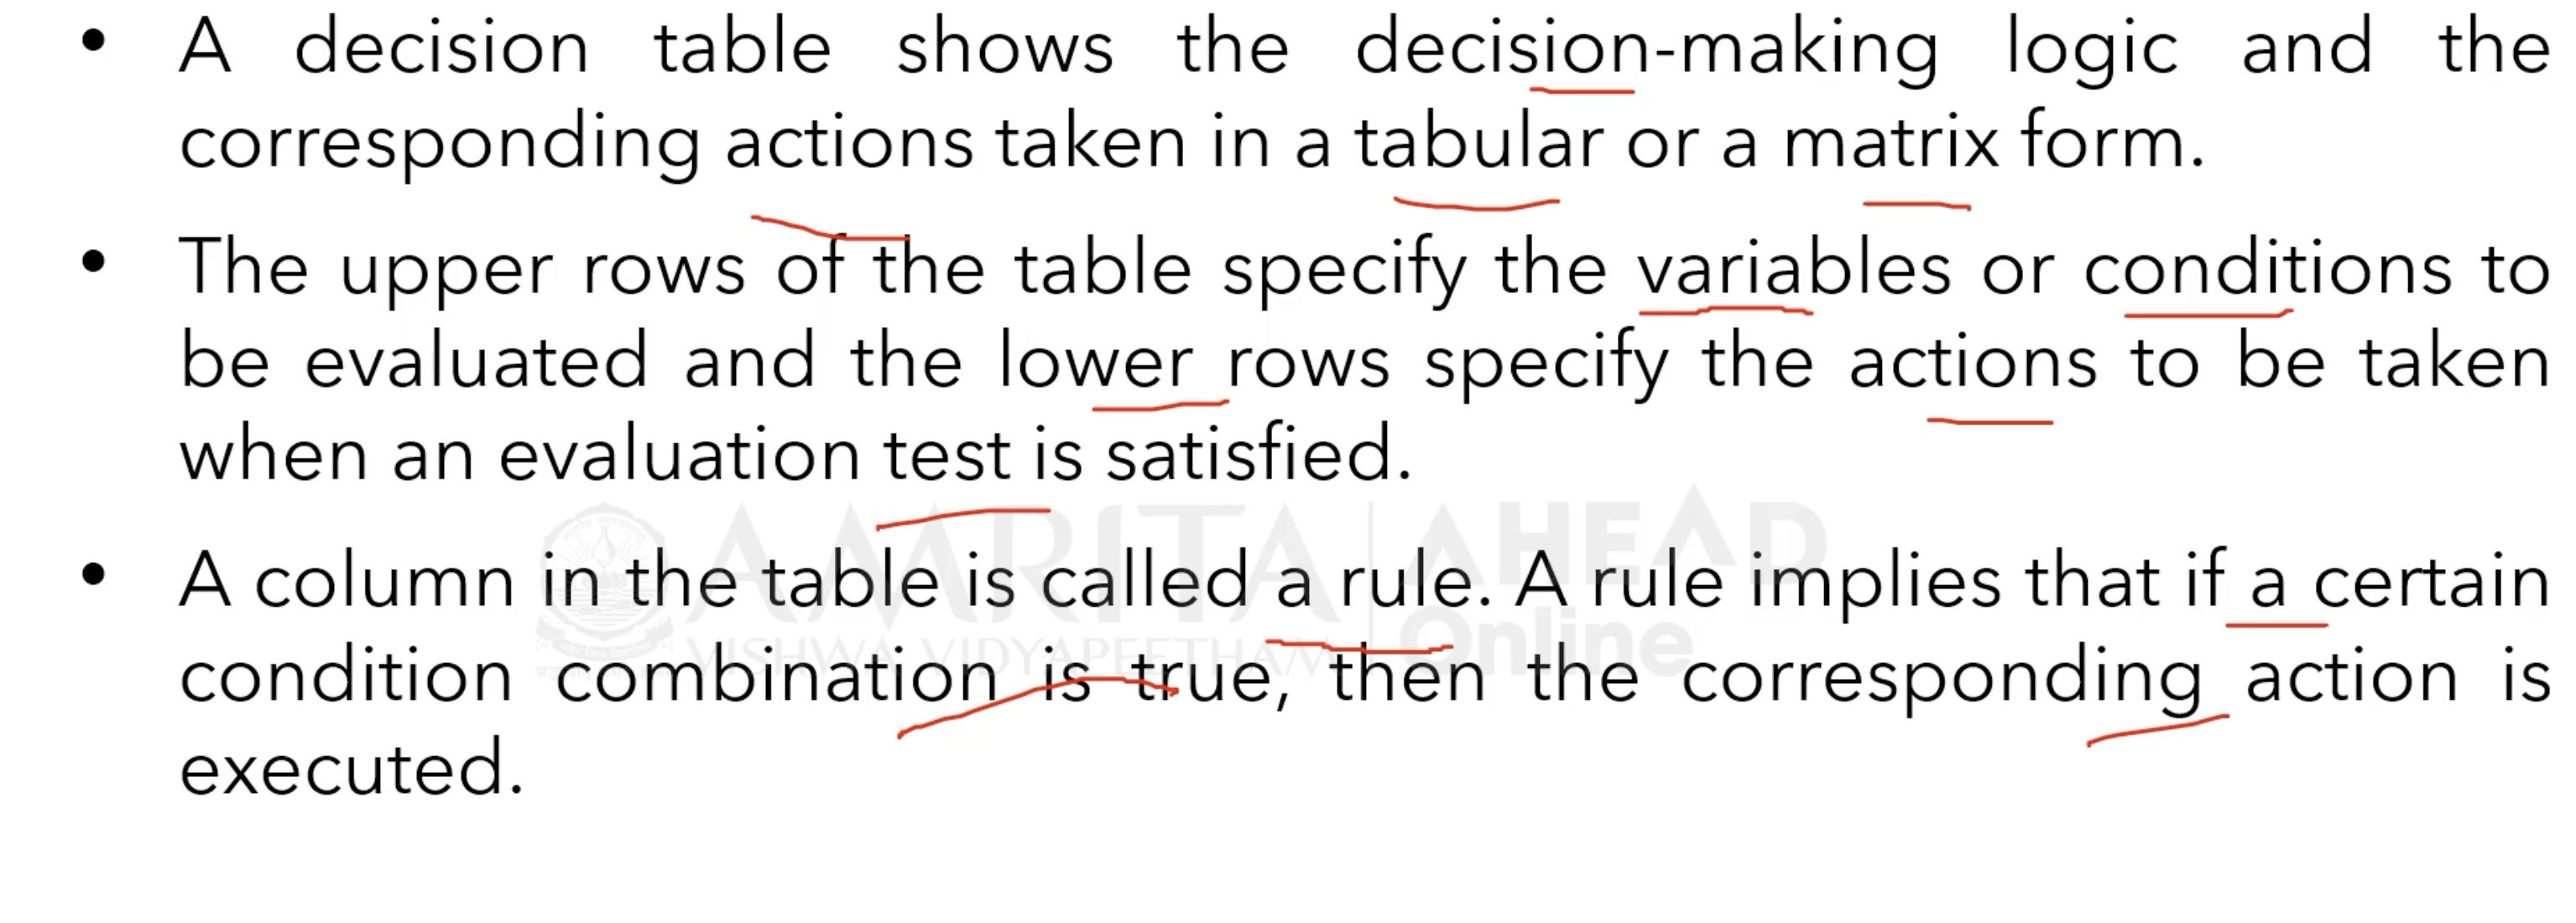 • A decision table shows the decision-making logic and the
corresponding actions taken in a tabular or a matrix form.
• The upper rows of the table specify the variables or conditions to
be evaluated and the lower rows specify the actions to be taken
when an evaluation test is satisfied.
• A column in the table is called a rule. A rule implies that if a certain
condition combination is true, then the corresponding action is
executed.
AMRITA AHEAD
VISHWA VIDYAPEETHAM Online